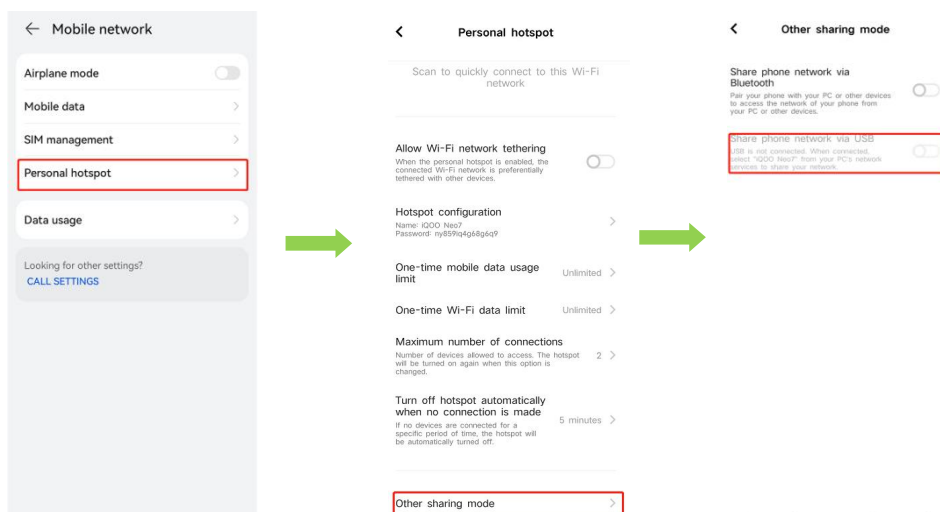 Mobile network
Airplane mode
Mobile data
SIM management
Personal hotspot
Data usage
Looking for other settings?
CALL SETTINGS
Personal hotspot
Scan to quickly connect to this Wi-Fi
network
Allow Wi-Fi network tethering
When the personal hotspot is enabled, the
connected Wi-Fi network is preferentially
tethered with other devices.
Hotspot configuration
Name: iQOO Neo7
Password: ny859iq4g68g6q9
One-time mobile data usage
limit
Unlimited
One-time Wi-Fi data limit
Unlimited
Maximum number of connections
Number of devices allowed to access. The hotspot
will be turned on again when this option is
changed.
2
Turn off hotspot automatically
when no connection is made
If no devices are connected for a
specific period of time, the hotspot will
be automatically turned off.
5 minutes
Other sharing mode
Other sharing mode
Share phone network via
Bluetooth
Pair your phone with your PC or other devices
to access the network of your phone from
your PC or other devices.
Share phone network via USB
USB is not connected. When connected,
select "iQOO Neo7" from your PC's network
services to share your network.